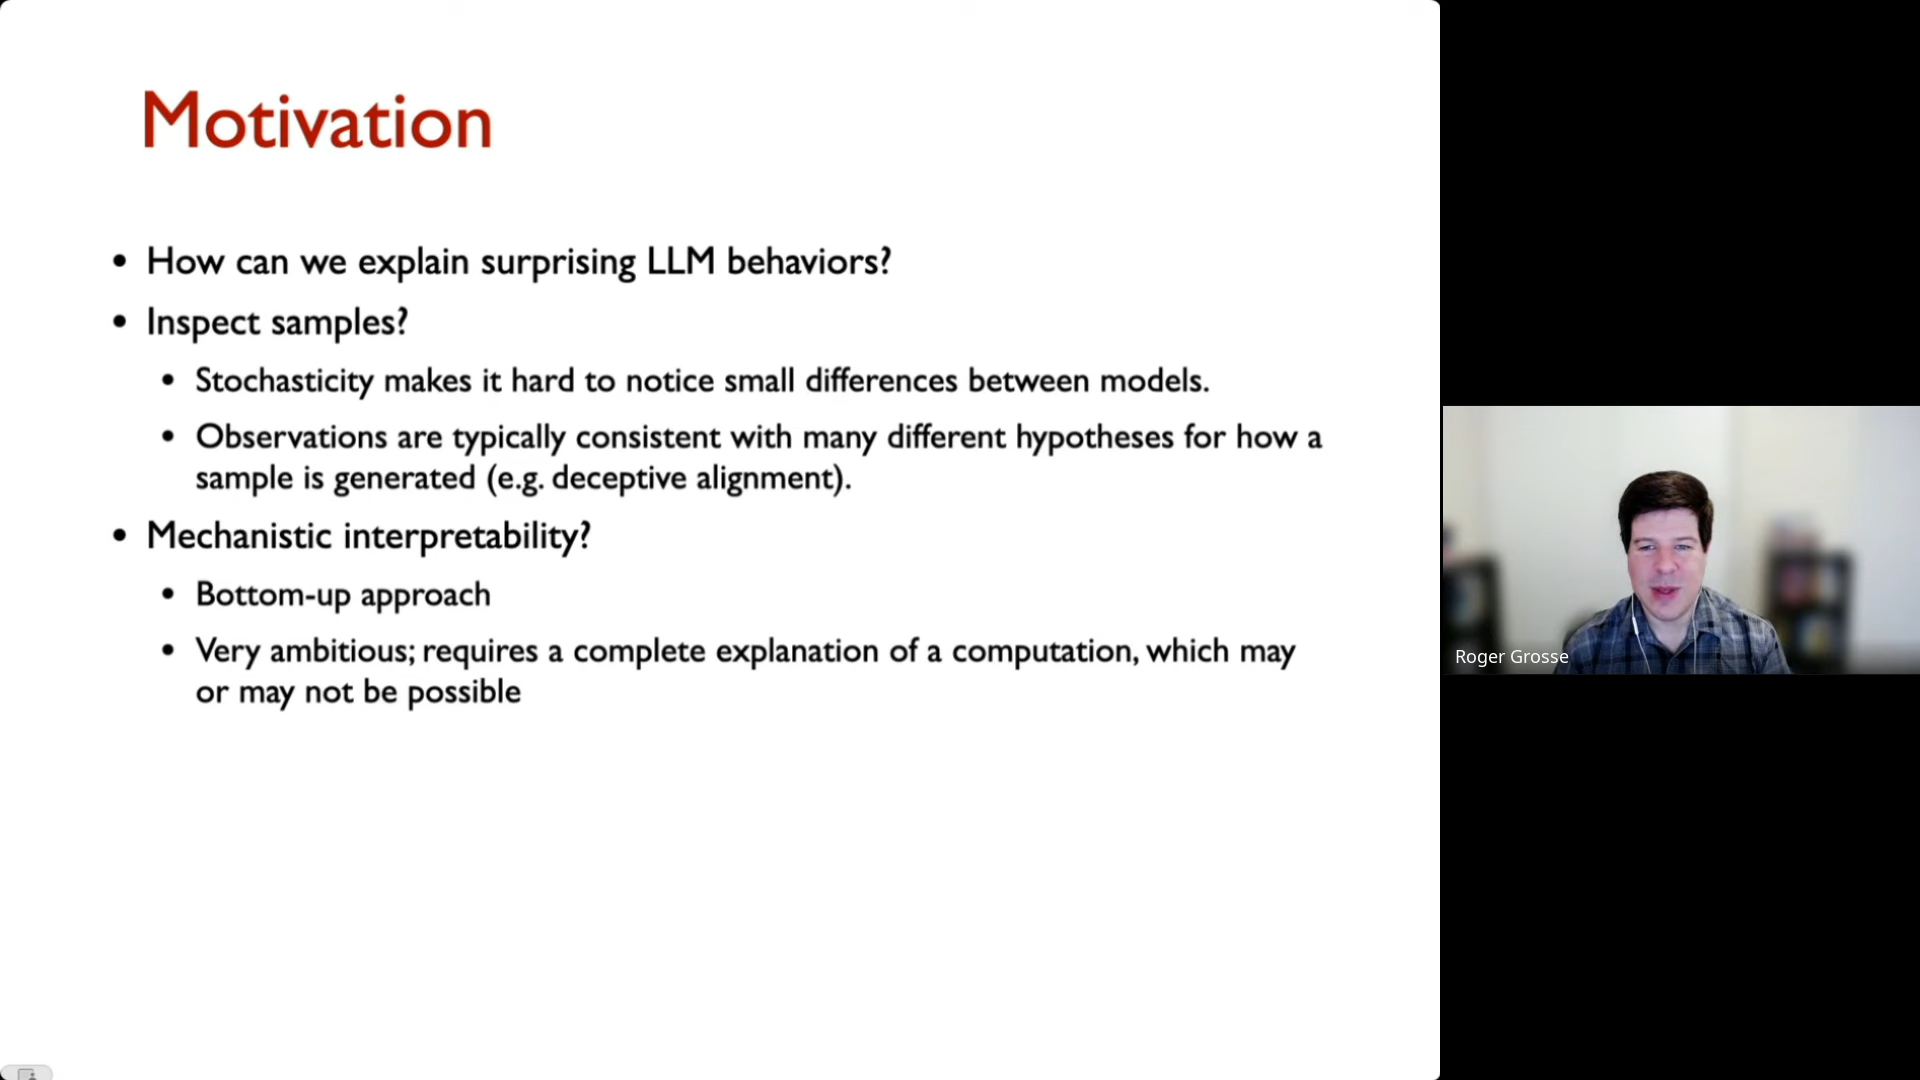 Motivation
• How can we explain surprising LLM behaviors?
• Inspect samples?
• Stochasticity makes it hard to notice small differences between models.
• Observations are typically consistent with many different hypotheses for how a
sample is generated (e.g. deceptive alignment).
• Mechanistic interpretability?
• Bottom-up approach
• Very ambitious; requires a complete explanation of a computation, which may
or may not be possible
Roger Grosse